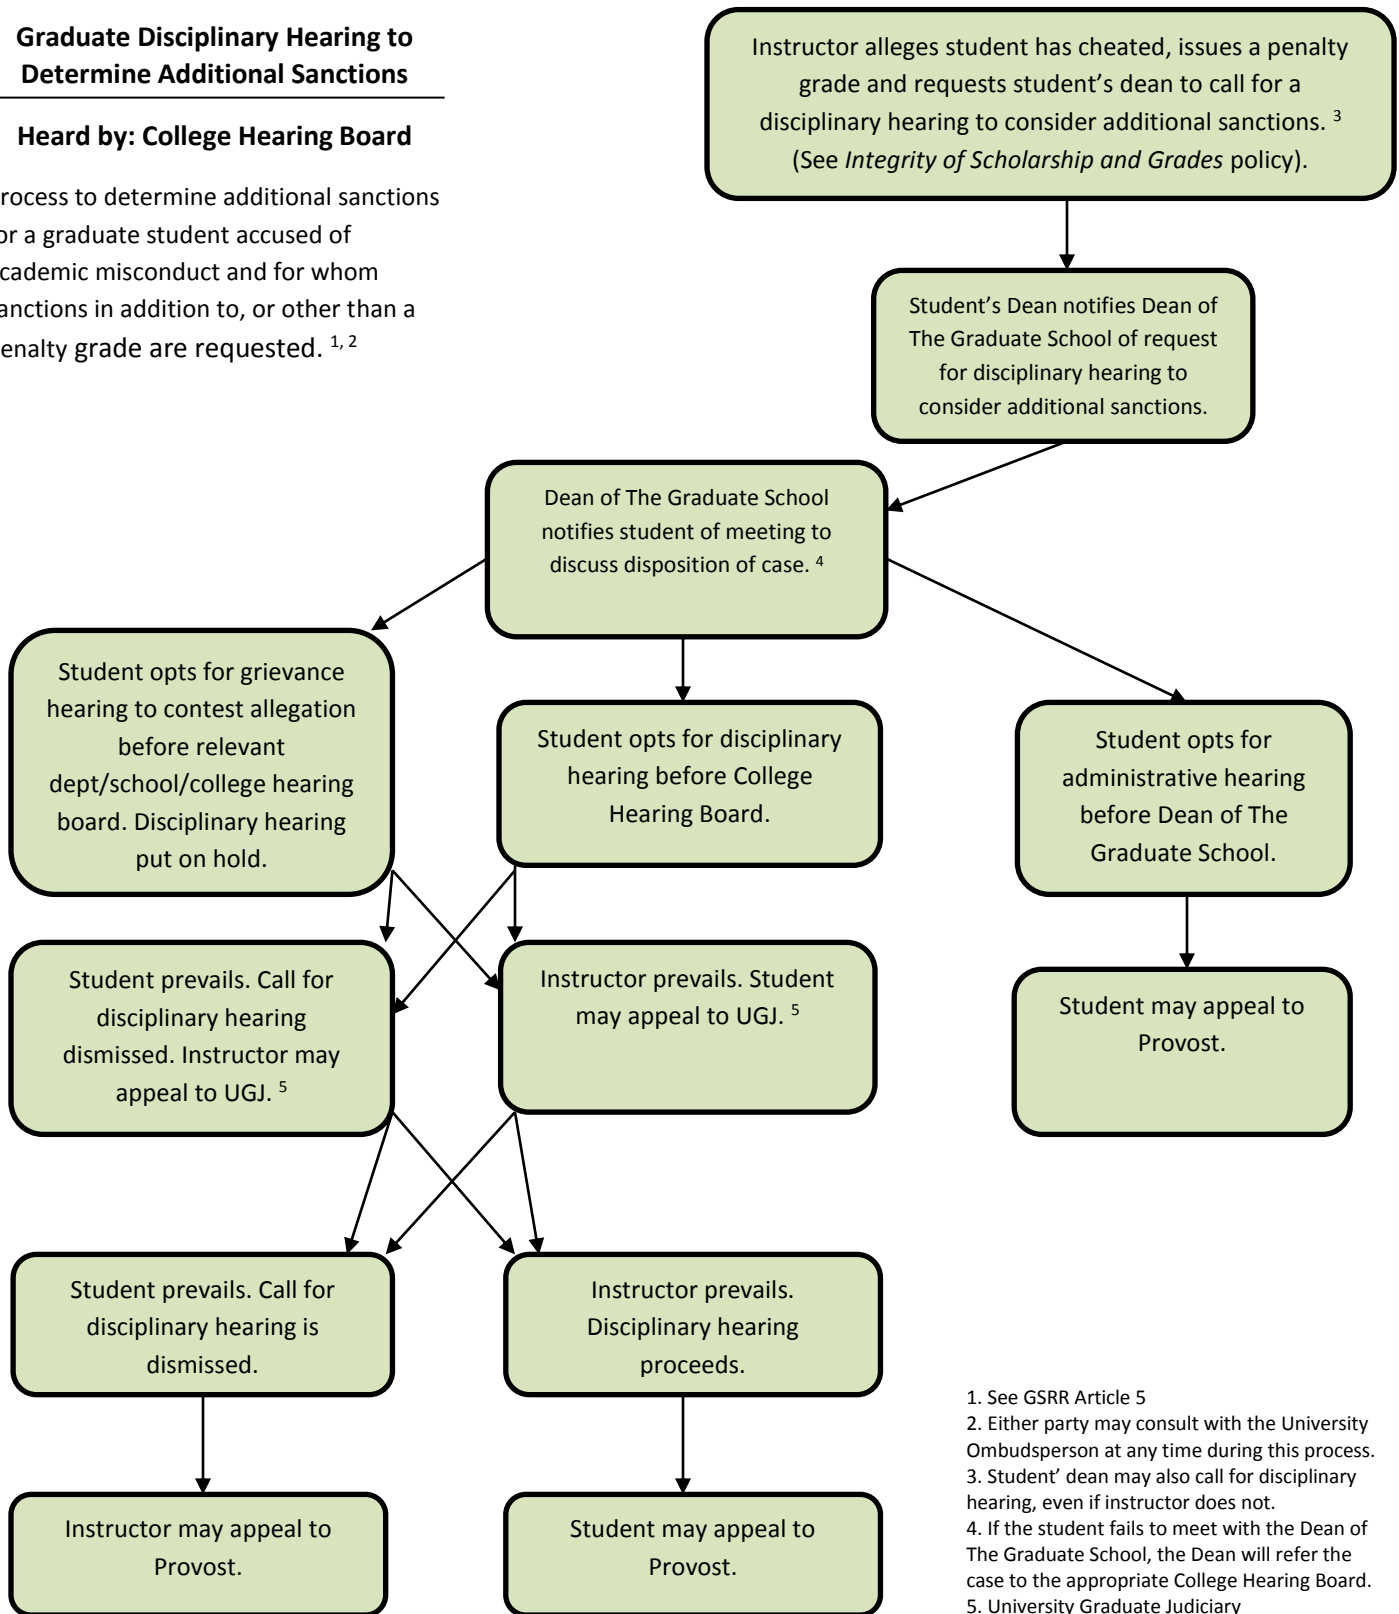 Graduate Disciplinary Hearing to
Determine Additional Sanctions
Heard by: College Hearing Board
rocess to determine additional sanctions
or a graduate student accused of
cademic misconduct and for whom
anctions in addition to, or other than a
enalty grade are requested. 1, 2
Instructor alleges student has cheated, issues a penalty
grade and requests student's dean to call for a
disciplinary hearing to consider additional sanctions. 3
(See Integrity of Scholarship and Grades policy).
Student's Dean notifies Dean of
The Graduate School of request
for disciplinary hearing to
consider additional sanctions.
Dean of The Graduate School
notifies student of meeting to
discuss disposition of case. 4
Student opts for grievance
hearing to contest allegation
before relevant
dept/school/college hearing
board. Disciplinary hearing
put on hold.
Student opts for disciplinary
hearing before College
Hearing Board.
Student opts for
administrative hearing
before Dean of The
Graduate School.
Student prevails. Call for
disciplinary hearing
dismissed. Instructor may
appeal to UGJ. 5
Instructor prevails. Student
may appeal to UGJ. 5
Student may appeal to
Provost.
Student prevails. Call for
disciplinary hearing is
dismissed.
Instructor prevails.
Disciplinary hearing
proceeds.
Instructor may appeal to
Provost.
Student may appeal to
Provost.
1. See GSRR Article 5
2. Either party may consult with the University
Ombudsperson at any time during this process.
3. Student' dean may also call for disciplinary
hearing, even if instructor does not.
4. If the student fails to meet with the Dean of
The Graduate School, the Dean will refer the
case to the appropriate College Hearing Board.
5. University Graduate Judiciary